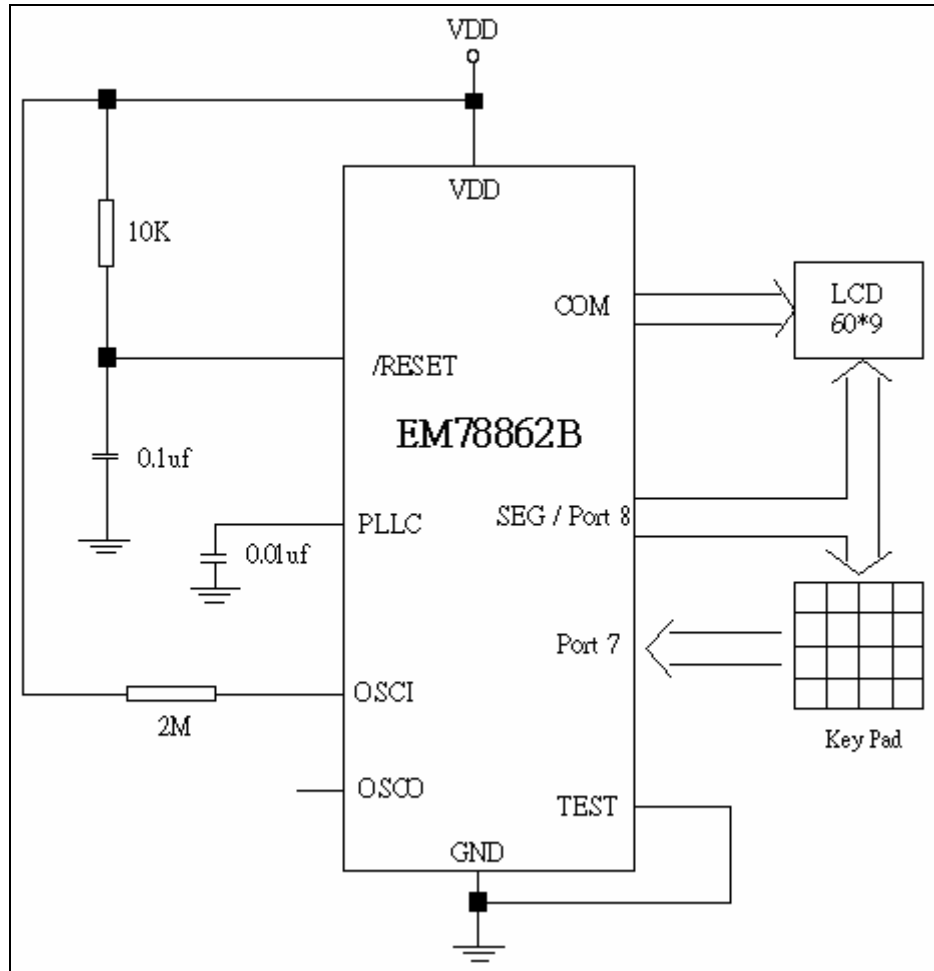 VDD
VDD
10K
COM
LCD
60*9
/RESET
EM78862B
0.1uf
SEG / Port 8
PLLC
0.01uf
Port 7
OSCI
2M
Key Pad
OSCO
TEST
GND